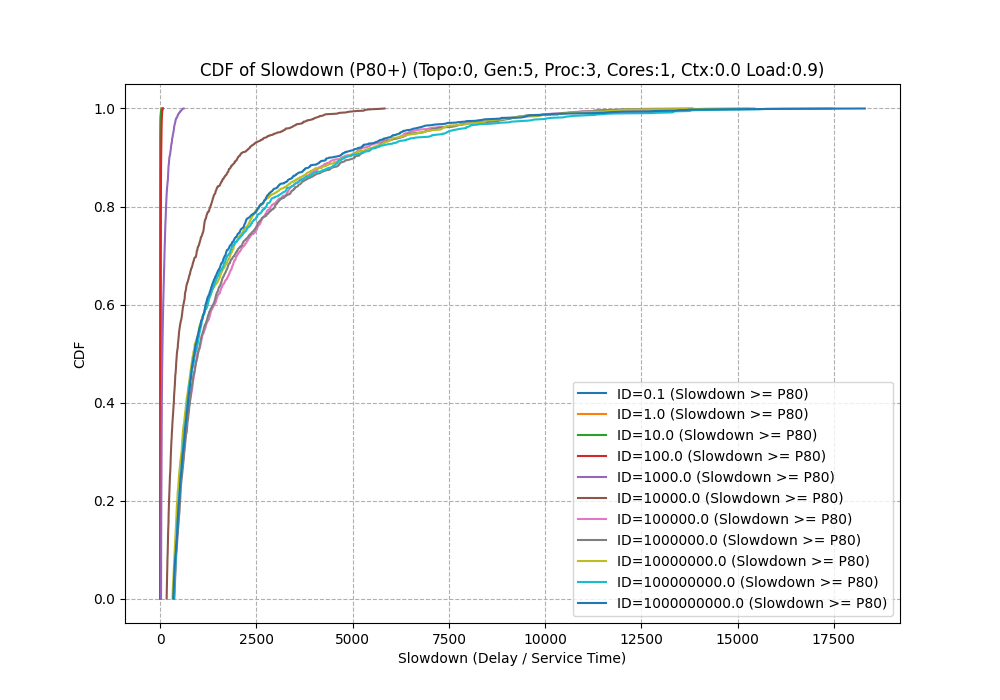 CDF of Slowdown (P80+) (Topo:0, Gen:5, Proc:3, Cores:1, Ctx:0.0 Load:0.9)
1.0
0.8
0.6
0.4
0.2
0.0
CDF
ID=0.1 (Slowdown >= P80)
ID=1.0 (Slowdown >= P80)
ID=10.0 (Slowdown >= P80)
ID=100.0 (Slowdown >= P80)
ID=1000.0 (Slowdown >= P80)
ID=10000.0 (Slowdown >= P80)
ID=100000.0 (Slowdown >= P80)
ID=1000000.0 (Slowdown >= P80)
ID=10000000.0 (Slowdown >= P80)
ID=100000000.0 (Slowdown >= P80)
ID=1000000000.0 (Slowdown >= P80)
0 2500 5000 7500 10000 12500 15000 17500
Slowdown (Delay / Service Time)